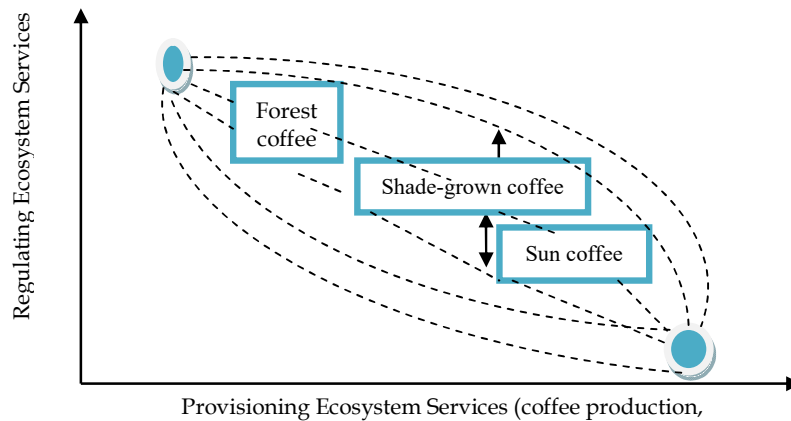 Regulating Ecosystem Services
Forest
coffee
Shade-grown coffee
Sun coffee
Provisioning Ecosystem Services (coffee production,